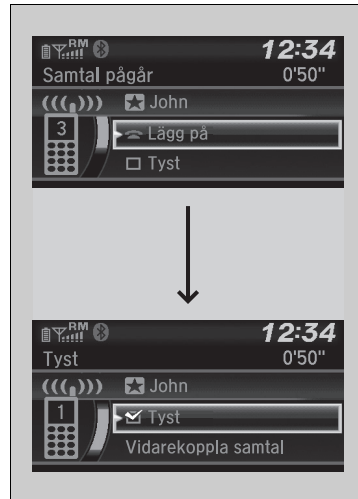 RM 12:34
Samtal pågår 0'50"
John
3 Lägg på
Tyst
RM 12:34
Tyst 0'50"
John
1 Tyst
Vidarekoppla samtal